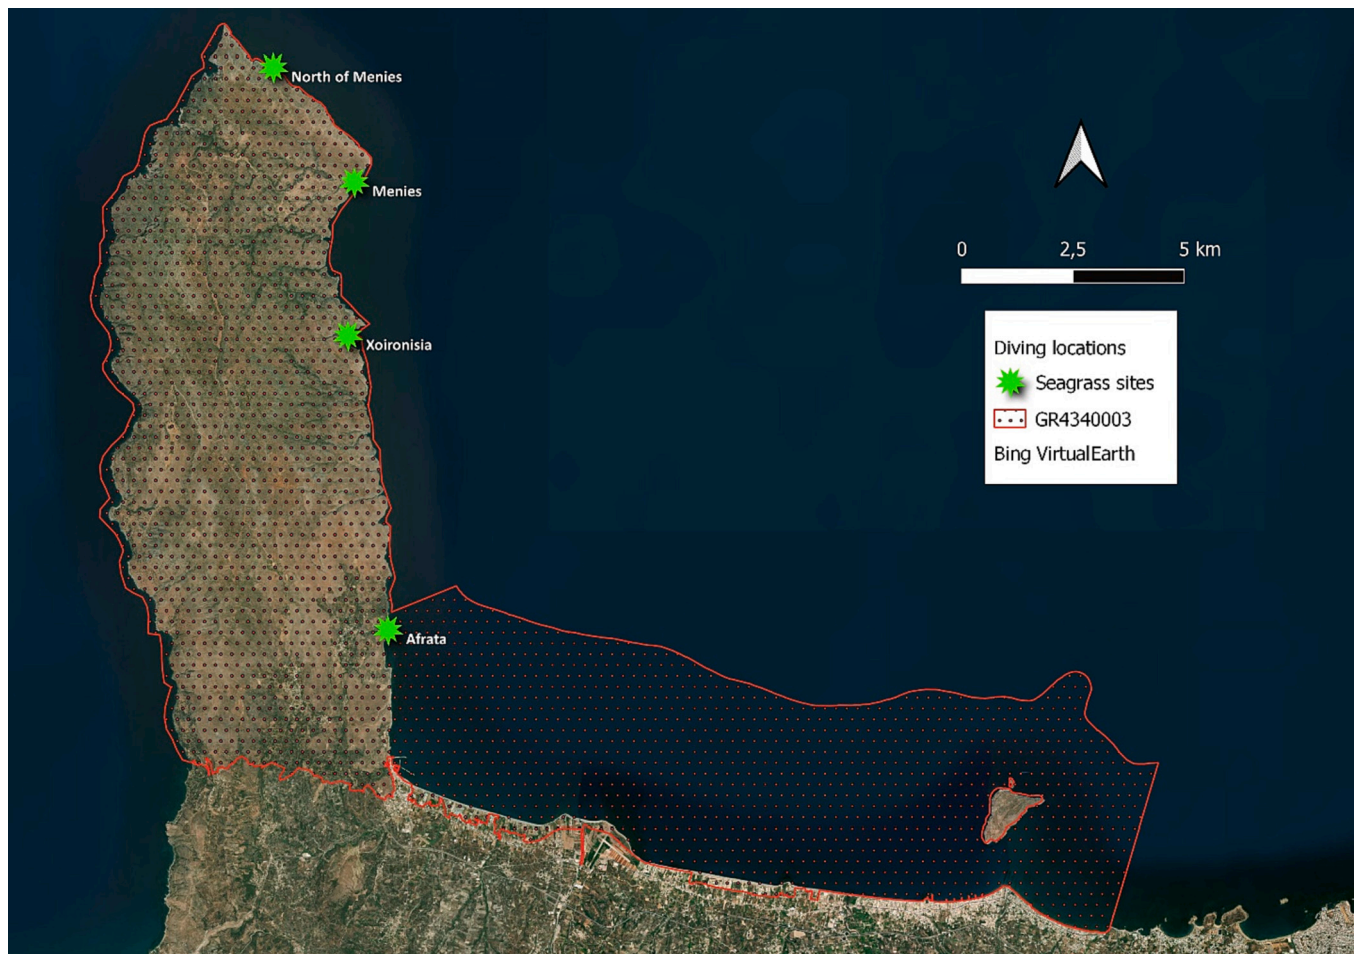 North of Menies
Menies
0 2,5 5 km
Xoironisia
Diving locations
Seagrass sites
GR4340003
Bing VirtualEarth
Afrata